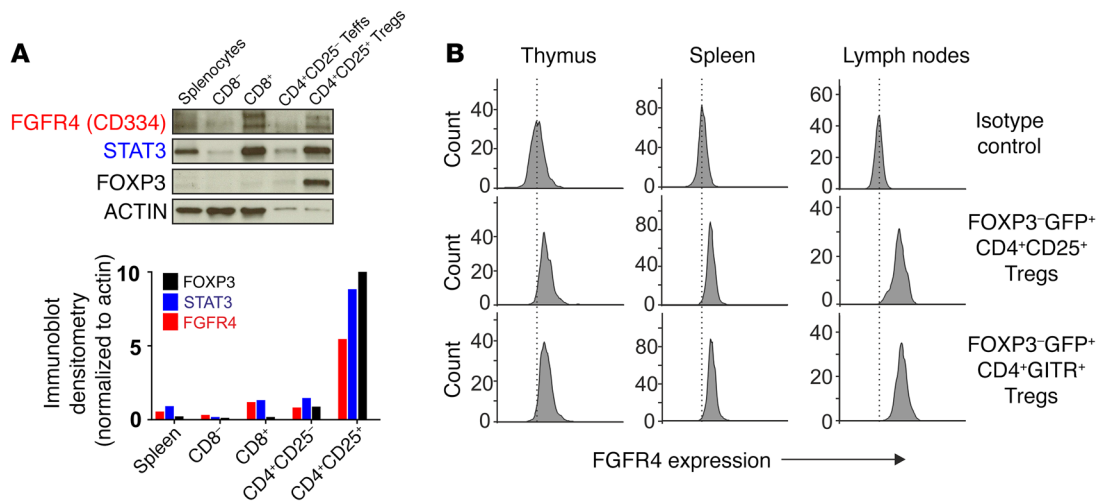 A
Splenocytes
CD8⁻
CD8⁺
CD4⁺CD25⁻ Teffs
CD4⁺CD25⁺ Tregs
FGFR4 (CD334)
STAT3
FOXP3
ACTIN
Immunoblot
densitometry
(normalized to actin)
10
5
0
FOXP3
STAT3
FGFR4
Spleen
CD8⁻
CD8⁺
CD4⁺CD25⁻
CD4⁺CD25⁺
B
Thymus
Spleen
Lymph nodes
Count
40
20
0
80
40
0
60
40
20
0
Isotype
control
Count
40
20
0
80
40
0
40
20
0
FOXP3⁻GFP⁺
CD4⁺CD25⁺
Tregs
Count
40
20
0
80
40
0
40
20
0
FOXP3⁻GFP⁺
CD4⁺GITR⁺
Tregs
FGFR4 expression